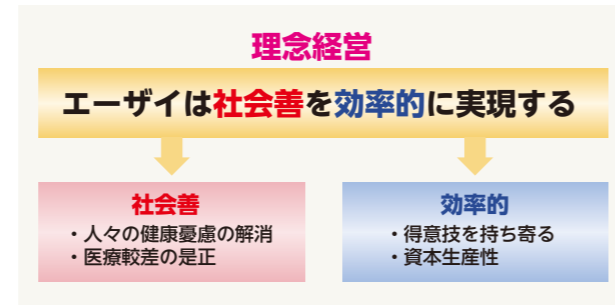 理念経営
エーザイは社会善を効率的に実現する
社会善
・人々の健康憂慮の解消
・医療較差の是正
効率的
・得意技を持ち寄る
・資本生産性